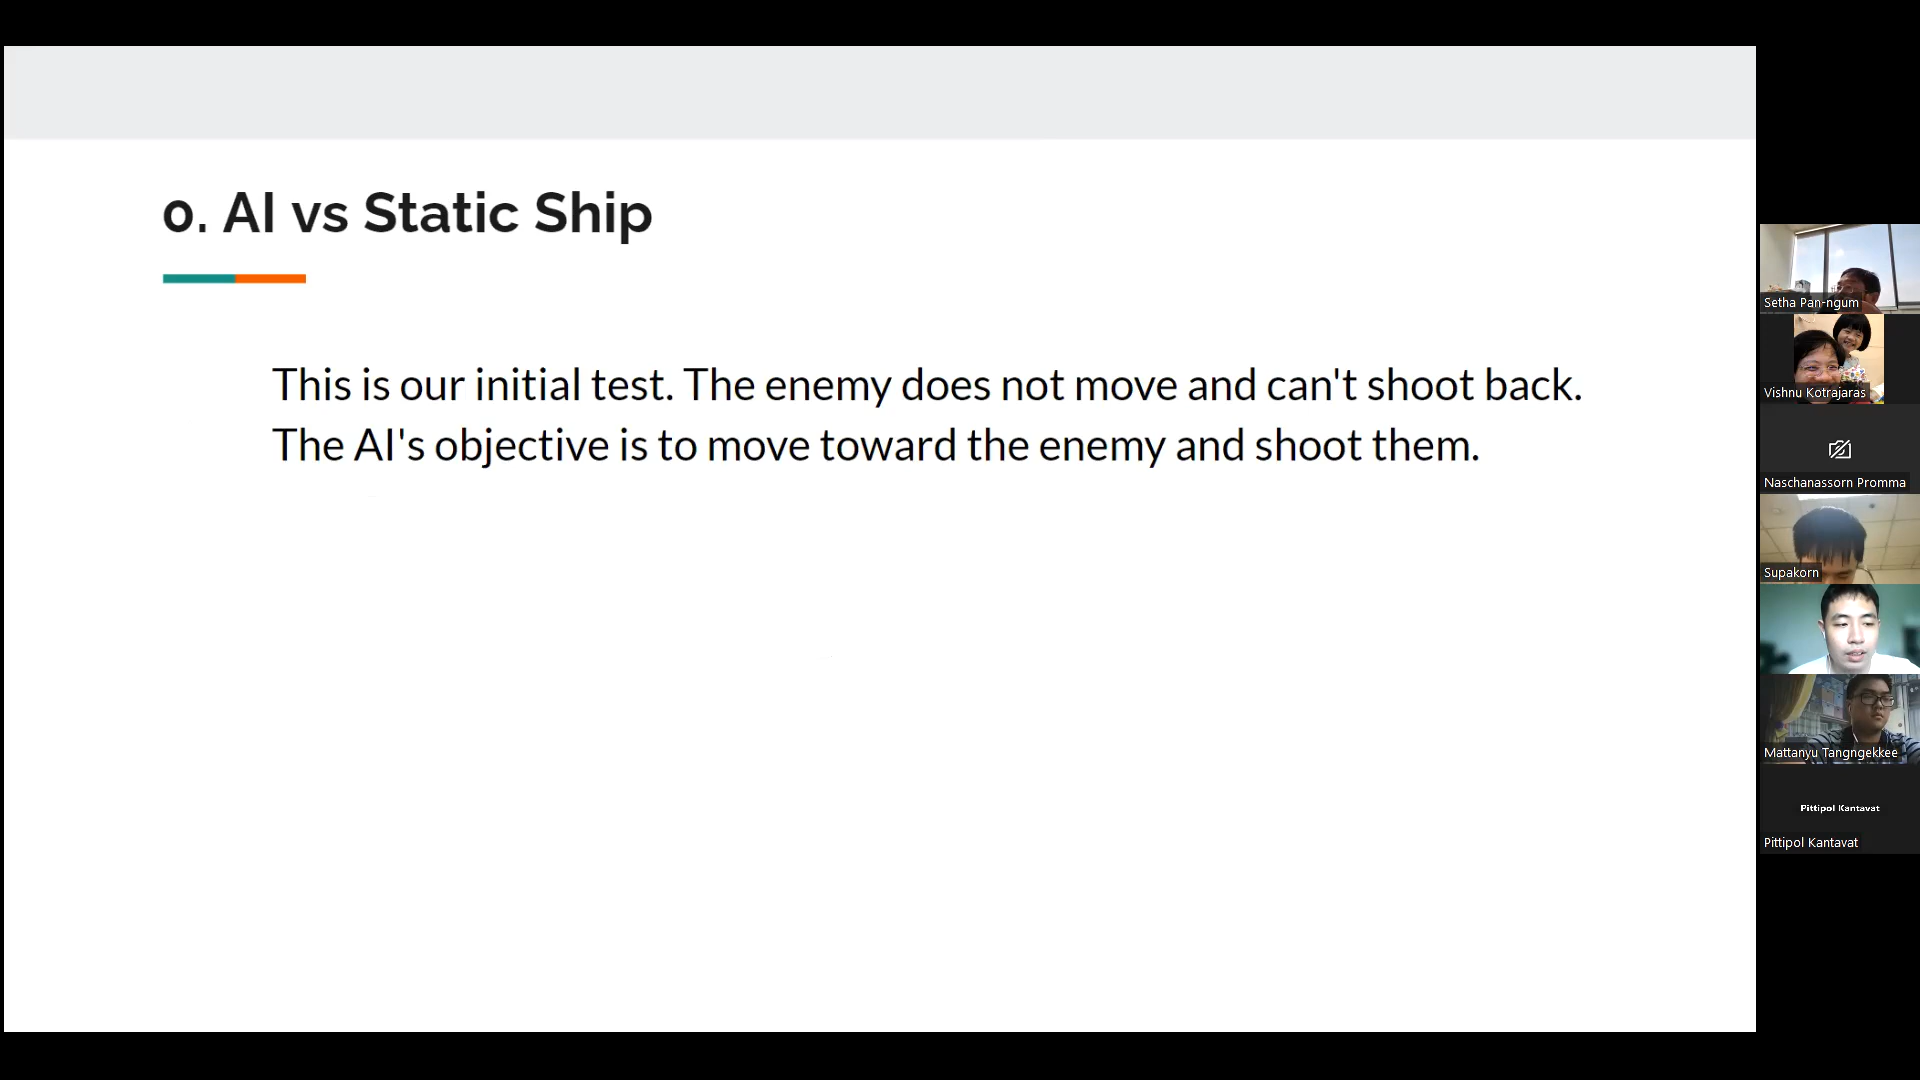 0. AI vs Static Ship
This is our initial test. The enemy does not move and can't shoot back.
The AI's objective is to move toward the enemy and shoot them.
Setha Pan-ngum
Vishnu Kotrajaras
Naschanassorn Promma
Supakorn
Mattanyu Tangngekkee
Pittipol Kantavat
Pittipol Kantavat